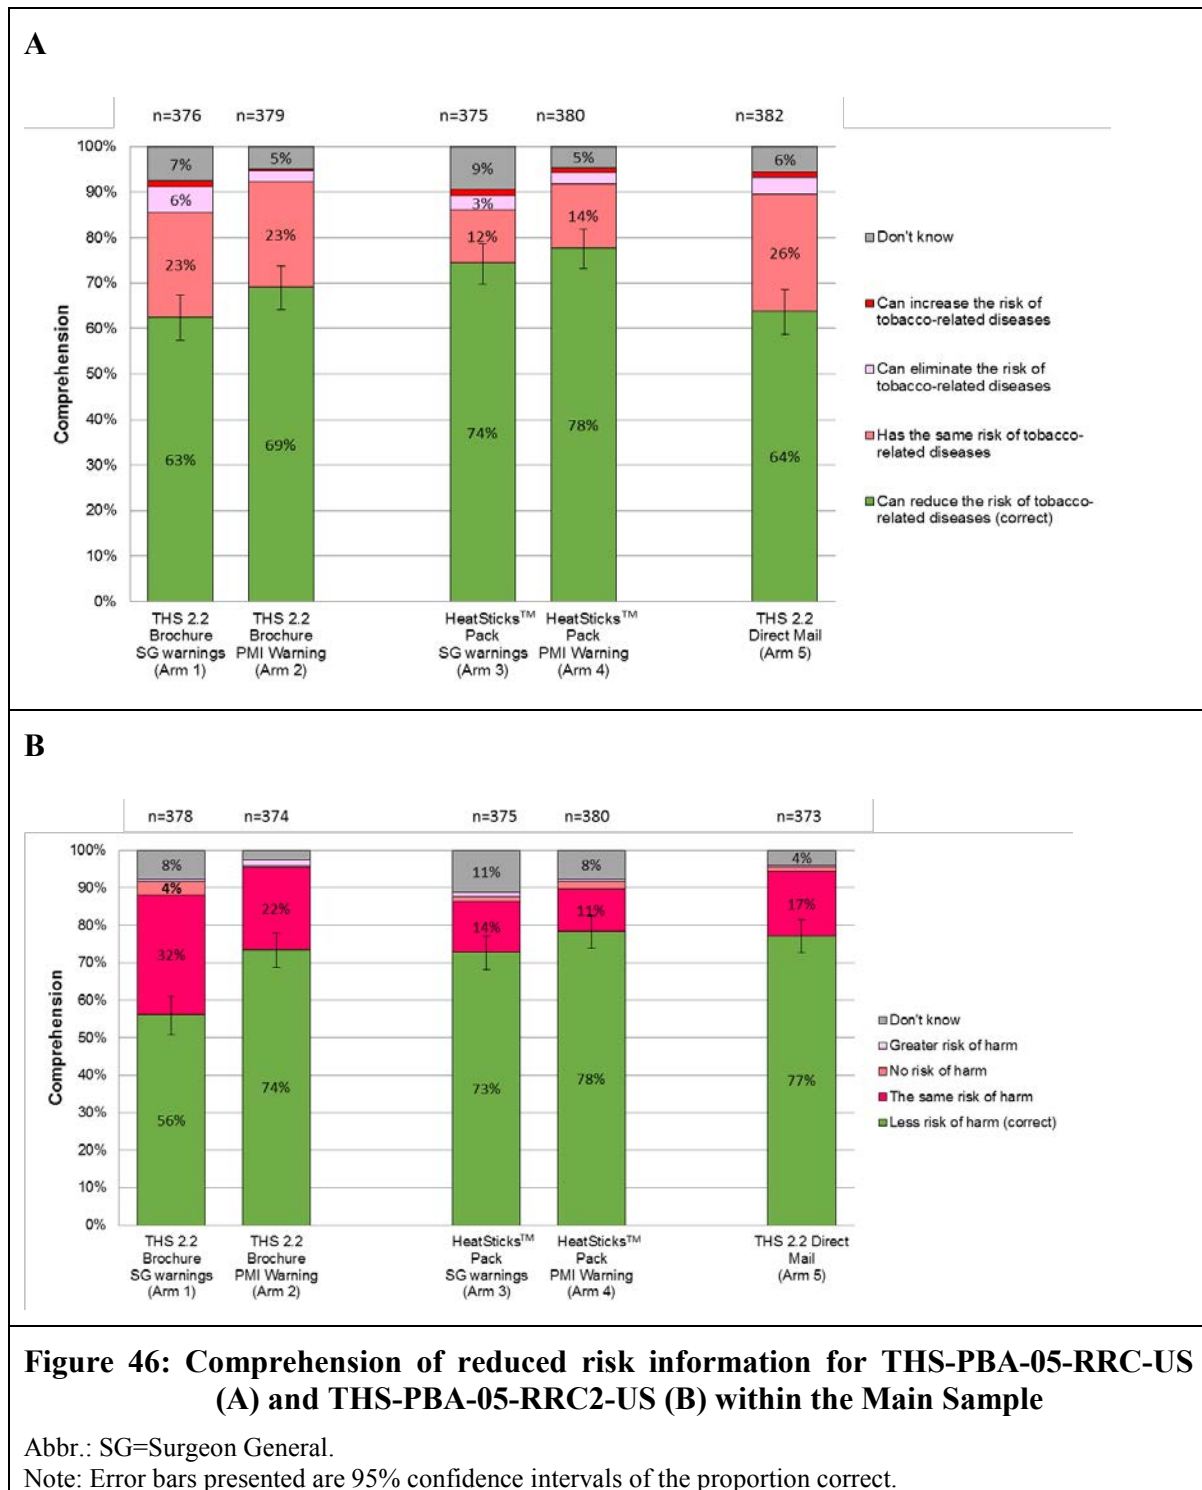 A
n=376
n=379
n=375
n=380
n=382
100%
90%
80%
70%
60%
50%
40%
30%
20%
10%
0%
Comprehension
7%
6%
23%
63%
5%
23%
69%
9%
3%
12%
74%
5%
14%
78%
6%
26%
64%
THS 2.2
Brochure
SG warnings
(Arm 1)
THS 2.2
Brochure
PMI Warning
(Arm 2)
HeatSticks™
Pack
SG warnings
(Arm 3)
HeatSticks™
Pack
PMI Warning
(Arm 4)
THS 2.2
Direct Mail
(Arm 5)
Don't know
Can increase the risk of
tobacco-related diseases
Can eliminate the risk of
tobacco-related diseases
Has the same risk of tobacco-
related diseases
Can reduce the risk of tobacco-
related diseases (correct)
B
n=378
n=374
n=375
n=380
n=373
100%
90%
80%
70%
60%
50%
40%
30%
20%
10%
0%
Comprehension
8%
4%
32%
56%
22%
74%
11%
14%
73%
8%
11%
78%
4%
17%
77%
THS 2.2
Brochure
SG warnings
(Arm 1)
THS 2.2
Brochure
PMI Warning
(Arm 2)
HeatSticks™
Pack
SG warnings
(Arm 3)
HeatSticks™
Pack
PMI Warning
(Arm 4)
THS 2.2 Direct
Mail
(Arm 5)
Don't know
Greater risk of harm
No risk of harm
The same risk of harm
Less risk of harm (correct)
Figure 46: Comprehension of reduced risk information for THS-PBA-05-RRC-US
(A) and THS-PBA-05-RRC2-US (B) within the Main Sample
Abbr.: SG=Surgeon General.
Note: Error bars presented are 95% confidence intervals of the proportion correct.